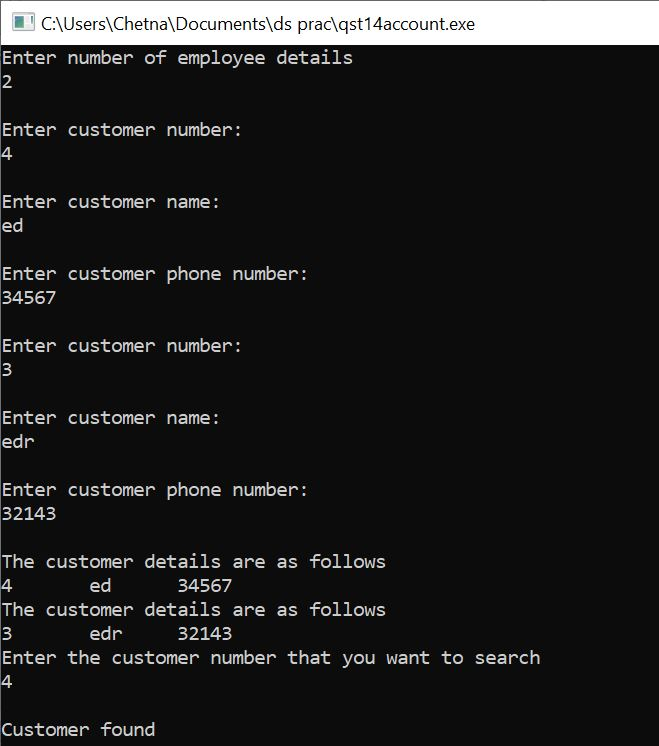 C:\Users\Chetna\Documents\ds prac\qst14account.exe
Enter number of employee details
2
Enter customer number:
4
Enter customer name:
ed
Enter customer phone number:
34567
Enter customer number:
3
Enter customer name:
edr
Enter customer phone number:
32143
The customer details are as follows
4 ed 34567
The customer details are as follows
3 edr 32143
Enter the customer number that you want to search
4
Customer found